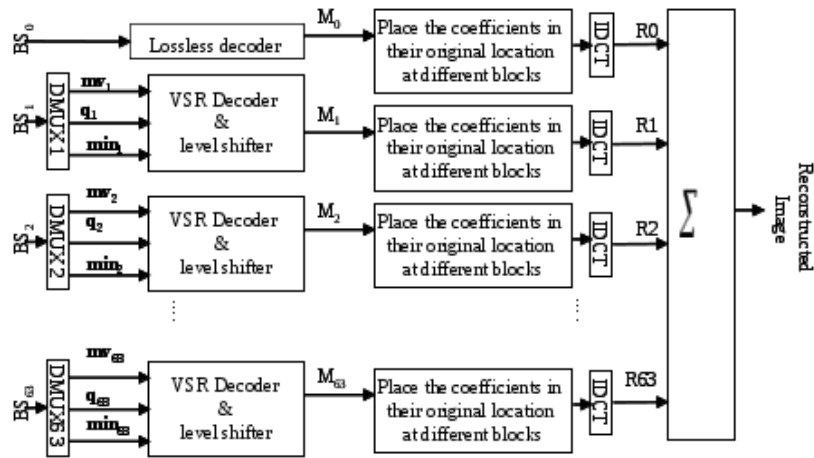 BS0
Lossless decoder
M0
Place the coefficients in
their original location
at different blocks
IDCT
R0
BS1
DMUX1
mv1
q1
min1
VSR Decoder
&
level shifter
M1
Place the coefficients in
their original location
at different blocks
IDCT
R1
BS2
DMUX2
mv2
q2
min2
VSR Decoder
&
level shifter
M2
Place the coefficients in
their original location
at different blocks
IDCT
R2
BS63
DMUX63
mv63
q63
min63
VSR Decoder
&
level shifter
M63
Place the coefficients in
their original location
at different blocks
IDCT
R63
∑
Reconstructed
Image